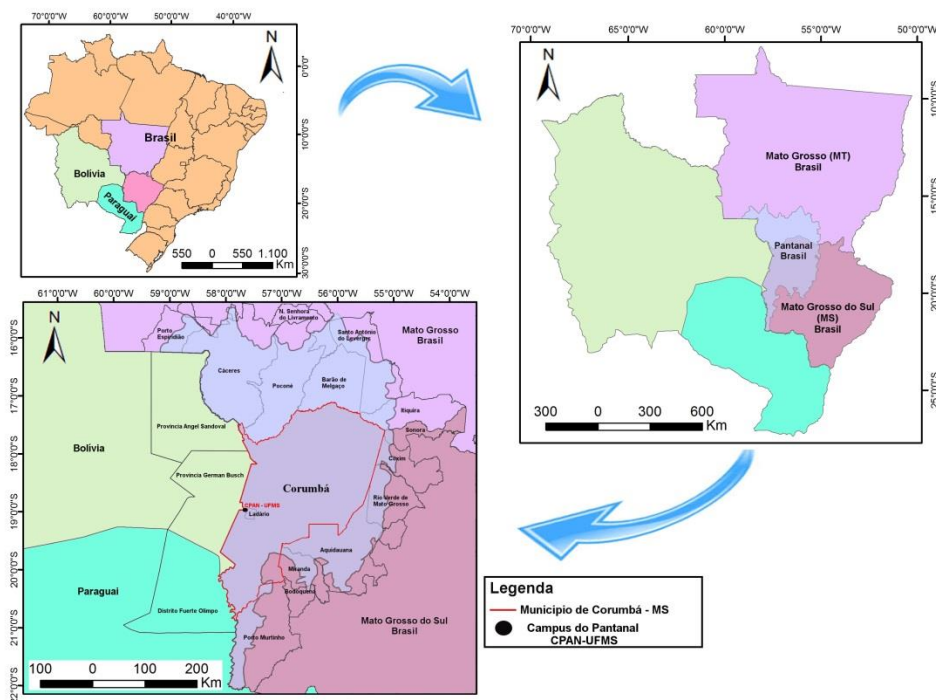 70°0'0"W 60°0'0"W 50°0'0"W 40°0'0"W
N
0°0'0"
10°0'0"S
20°0'0"S
30°0'0"S
Brasil
Bolívia
Paraguai
550 0 550 1.100
Km
70°0'0"W 65°0'0"W 60°0'0"W 55°0'0"W 50°0'0"W
N
10°0'0"S
15°0'0"S
20°0'0"S
25°0'0"S
Mato Grosso (MT)
Brasil
Pantanal
Brasil
Mato Grosso do Sul
(MS)
Brasil
300 0 300 600
Km
61°0'0"W 60°0'0"W 59°0'0"W 58°0'0"W 57°0'0"W 56°0'0"W 55°0'0"W 54°0'0"W
N
16°0'0"S
17°0'0"S
18°0'0"S
19°0'0"S
20°0'0"S
21°0'0"S
22°0'0"S
N. Senhora
do Livramento
Mato Grosso
Brasil
Porto
Espiridião
Santo Antônio
do Leverger
Cáceres
Poconé
Barão de
Melgaço
Itiquira
Sonora
Provincia Angel Sandoval
Bolívia
Coxim
Provincia German Busch
Corumbá
Rio Verde de
Mato Grosso
CPAN - UFMS
Ladário
Aquidauana
Miranda
Bodoquena
Paraguai
Distrito Fuerte Olimpo
Porto Murtinho
Mato Grosso do Sul
Brasil
100 0 100 200
Km
Legenda
Municipio de Corumbá - MS
Campus do Pantanal
CPAN-UFMS